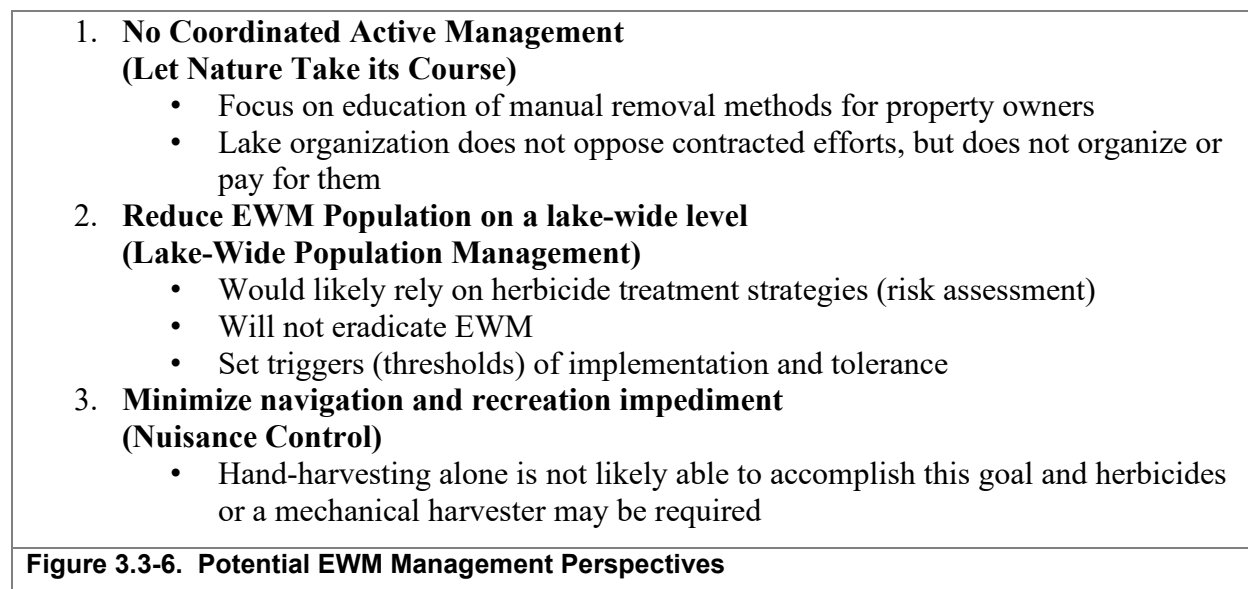 1. No Coordinated Active Management
(Let Nature Take its Course)
• Focus on education of manual removal methods for property owners
• Lake organization does not oppose contracted efforts, but does not organize or
pay for them
2. Reduce EWM Population on a lake-wide level
(Lake-Wide Population Management)
• Would likely rely on herbicide treatment strategies (risk assessment)
• Will not eradicate EWM
• Set triggers (thresholds) of implementation and tolerance
3. Minimize navigation and recreation impediment
(Nuisance Control)
• Hand-harvesting alone is not likely able to accomplish this goal and herbicides
or a mechanical harvester may be required
Figure 3.3-6. Potential EWM Management Perspectives